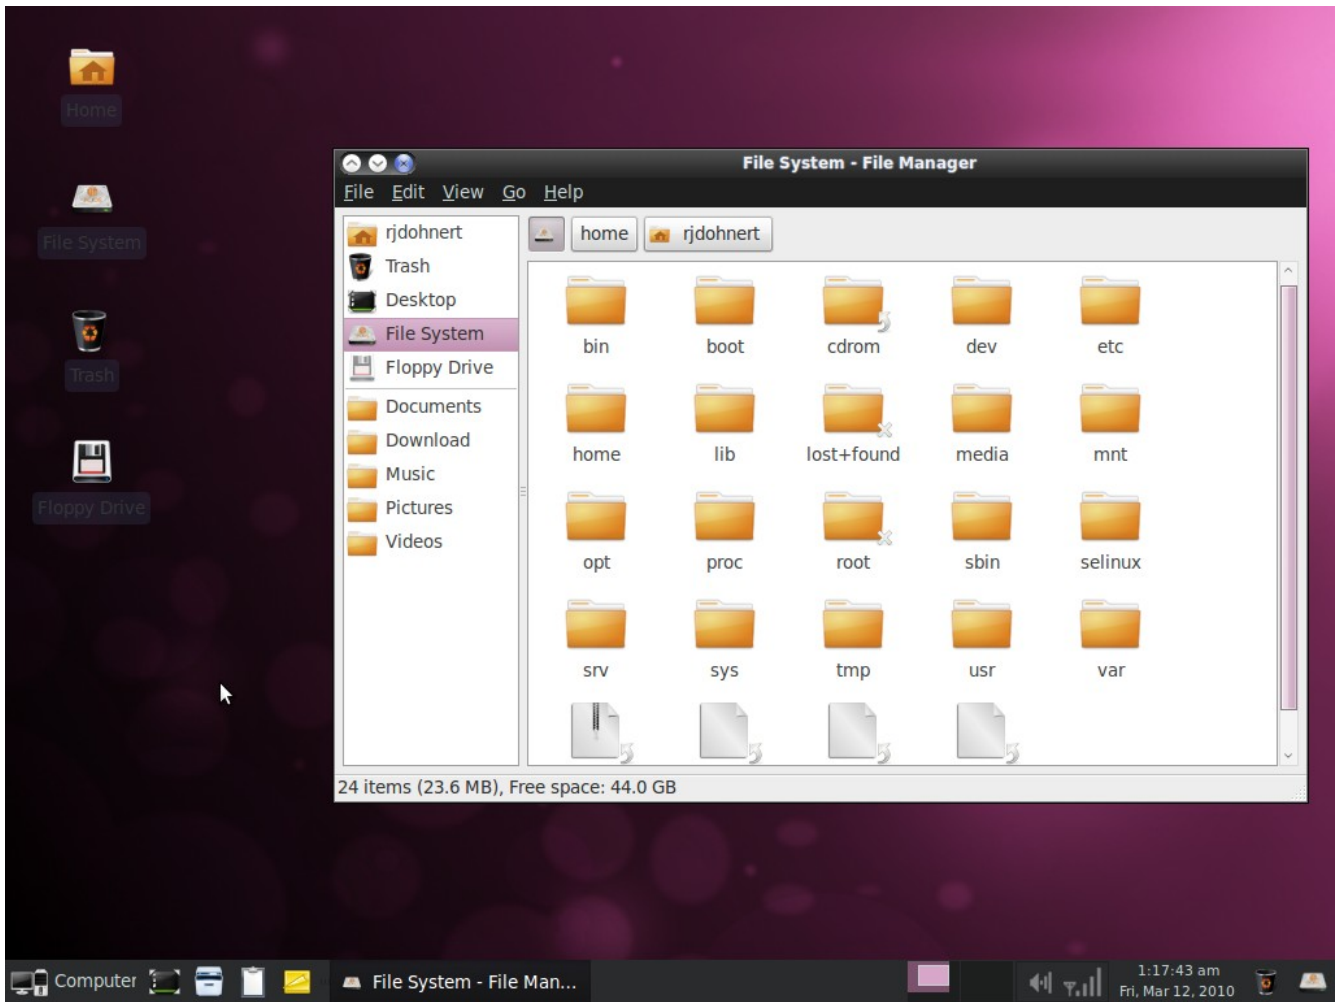 Home
File System
Trash
Floppy Drive
File System - File Manager
File Edit View Go Help
rjdohnert
Trash
Desktop
File System
Floppy Drive
Documents
Download
Music
Pictures
Videos
home rjdohnert
bin boot cdrom dev etc
home lib lost+found media mnt
opt proc root sbin selinux
srv sys tmp usr var
24 items (23.6 MB), Free space: 44.0 GB
Computer
File System - File Man...
1:17:43 am
Fri, Mar 12, 2010